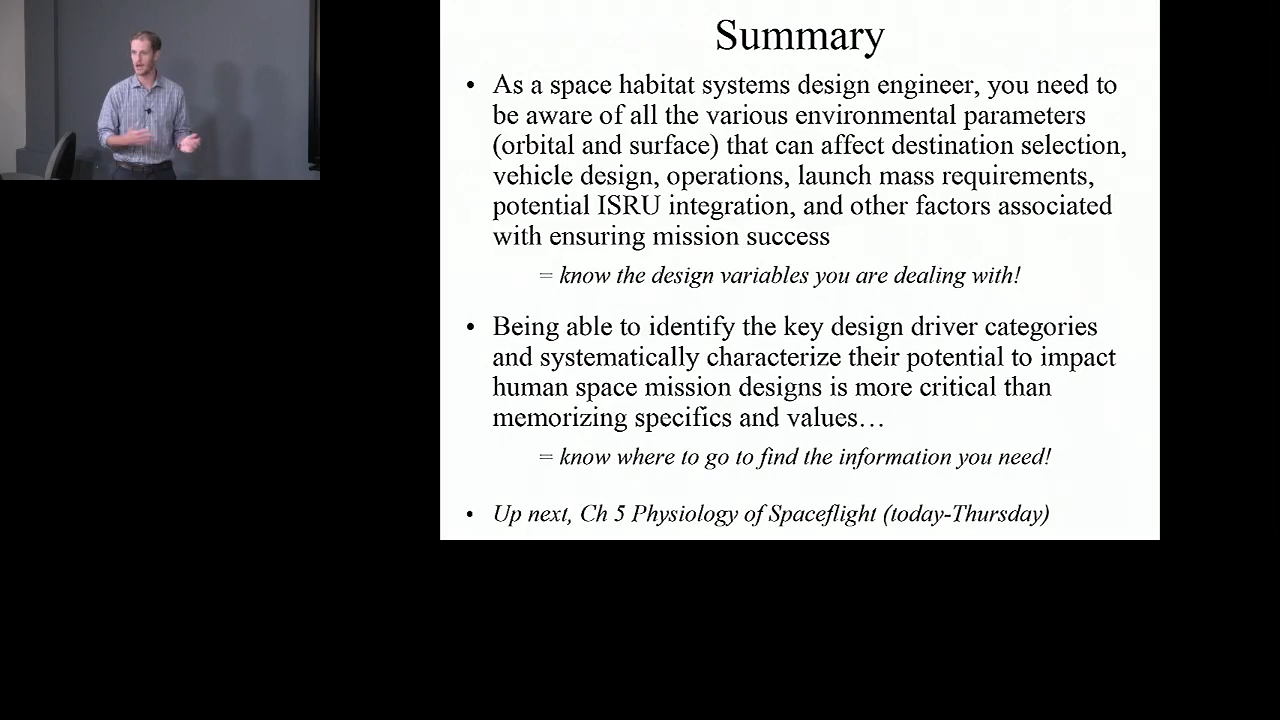 Summary
• As a space habitat systems design engineer, you need to
be aware of all the various environmental parameters
(orbital and surface) that can affect destination selection,
vehicle design, operations, launch mass requirements,
potential ISRU integration, and other factors associated
with ensuring mission success
= know the design variables you are dealing with!
• Being able to identify the key design driver categories
and systematically characterize their potential to impact
human space mission designs is more critical than
memorizing specifics and values…
= know where to go to find the information you need!
• Up next, Ch 5 Physiology of Spaceflight (today-Thursday)